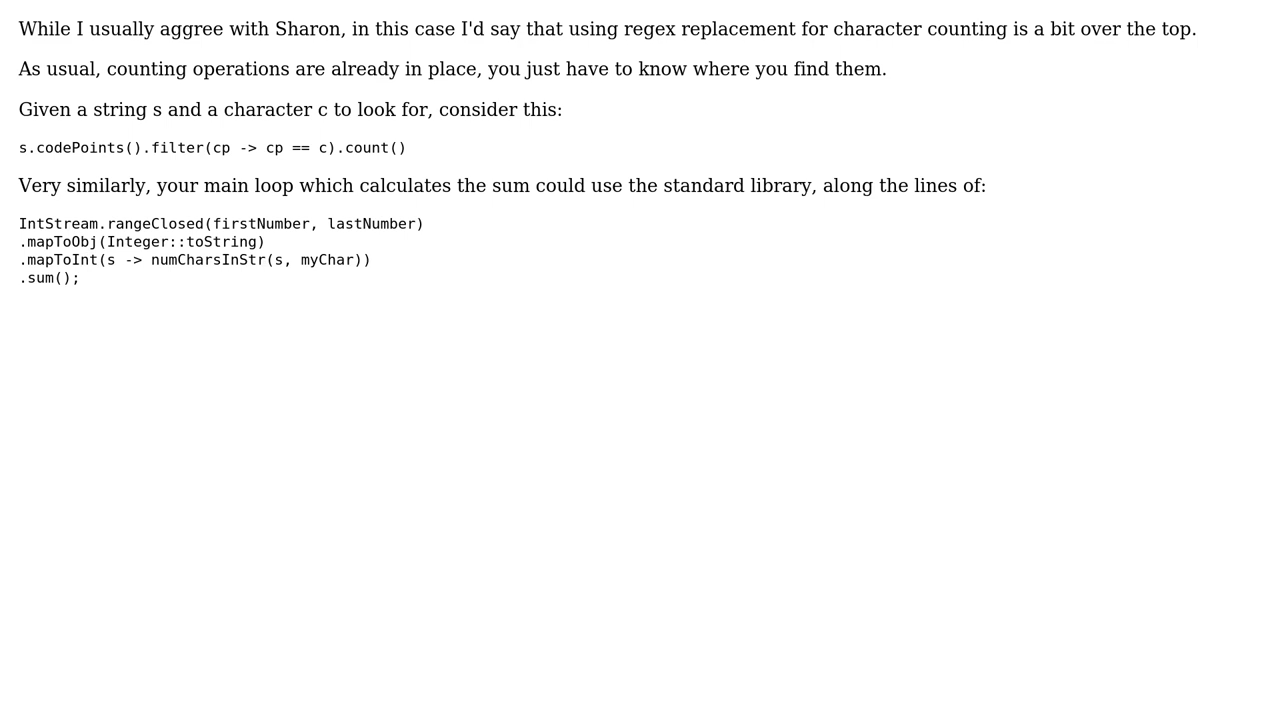 While I usually aggree with Sharon, in this case I'd say that using regex replacement for character counting is a bit over the top.
As usual, counting operations are already in place, you just have to know where you find them.
Given a string s and a character c to look for, consider this:
s.codePoints().filter(cp -> cp == c).count()
Very similarly, your main loop which calculates the sum could use the standard library, along the lines of:
IntStream.rangeClosed(firstNumber, lastNumber)
.mapToObj(Integer::toString)
.mapToInt(s -> numCharsInStr(s, myChar))
.sum();